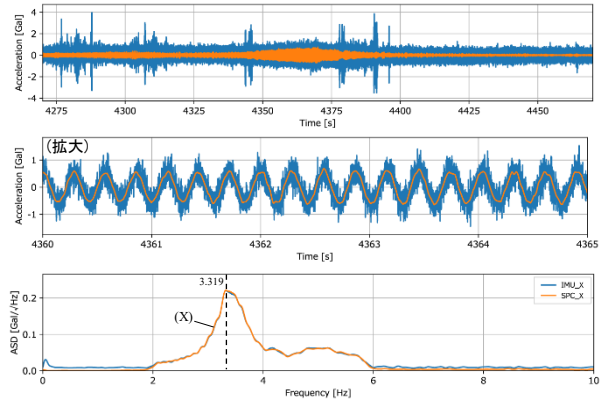 Acceleration [Gal]
4
2
0
-2
-4
4275 4300 4325 4350 4375 4400 4425 4450
Time [s]
(拡大)
Acceleration [Gal]
1
0
-1
4360 4361 4362 4363 4364 4365
Time [s]
3.319
(X)
IMU_X
SPC_X
ASD [Gal/√Hz]
0.2
0.1
0.0
0 2 4 6 8 10
Frequency [Hz]